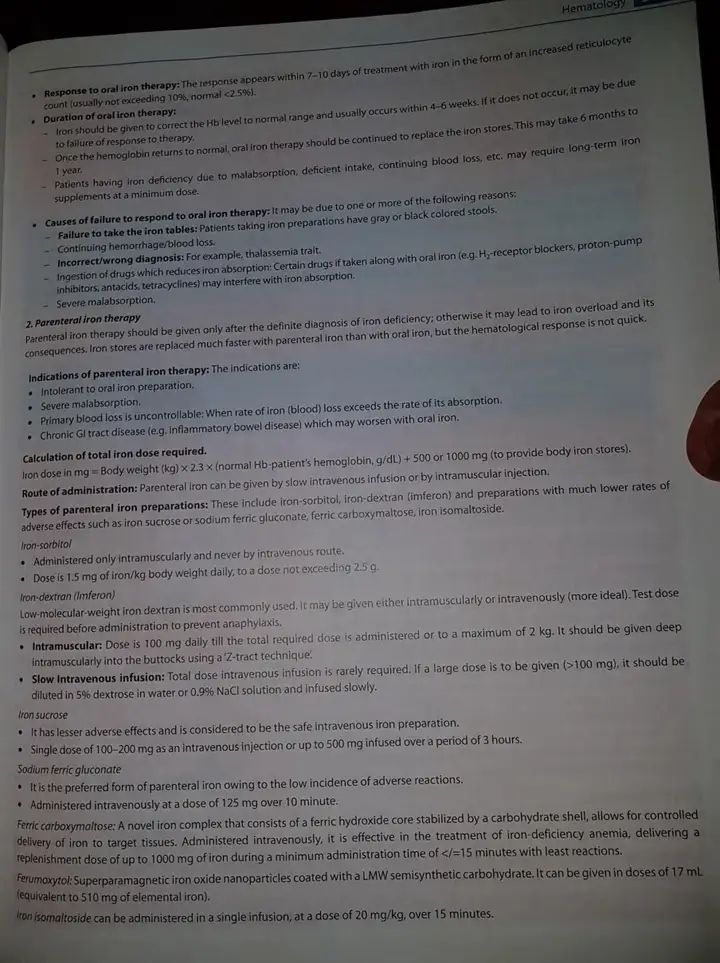 Hematology
• Response to oral iron therapy: The response appears within 7–10 days of treatment with iron in the form of an increased reticulocyte
count (usually not exceeding 10%, normal <2.5%).
• Duration of oral iron therapy:
– Iron should be given to correct the Hb level to normal range and usually occurs within 4–6 weeks. If it does not occur, it may be due
to failure of response to therapy.
– Once the hemoglobin returns to normal, oral iron therapy should be continued to replace the iron stores. This may take 6 months to
1 year.
– Patients having iron deficiency due to malabsorption, deficient intake, continuing blood loss, etc. may require long-term iron
supplements at a minimum dose.
• Causes of failure to respond to oral iron therapy: It may be due to one or more of the following reasons:
– Failure to take the iron tables: Patients taking iron preparations have gray or black colored stools.
– Continuing hemorrhage/blood loss.
– Incorrect/wrong diagnosis: For example, thalassemia trait.
– Ingestion of drugs which reduces iron absorption: Certain drugs if taken along with oral iron (e.g. H₂-receptor blockers, proton-pump
inhibitors, antacids, tetracyclines) may interfere with iron absorption.
– Severe malabsorption.
2. Parenteral iron therapy
Parenteral iron therapy should be given only after the definite diagnosis of iron deficiency; otherwise it may lead to iron overload and its
consequences. Iron stores are replaced much faster with parenteral iron than with oral iron, but the hematological response is not quick.
Indications of parenteral iron therapy: The indications are:
• Intolerant to oral iron preparation.
• Severe malabsorption.
• Primary blood loss is uncontrollable: When rate of iron (blood) loss exceeds the rate of its absorption.
• Chronic GI tract disease (e.g. inflammatory bowel disease) which may worsen with oral iron.
Calculation of total iron dose required.
Iron dose in mg = Body weight (kg) × 2.3 × (normal Hb-patient's hemoglobin, g/dL) + 500 or 1000 mg (to provide body iron stores).
Route of administration: Parenteral iron can be given by slow intravenous infusion or by intramuscular injection.
Types of parenteral iron preparations: These include iron-sorbitol, iron-dextran (imferon) and preparations with much lower rates of
adverse effects such as iron sucrose or sodium ferric gluconate, ferric carboxymaltose, iron isomaltoside.
Iron-sorbitol
• Administered only intramuscularly and never by intravenous route.
• Dose is 1.5 mg of iron/kg body weight daily, to a dose not exceeding 2.5 g.
Iron-dextran (Imferon)
Low-molecular-weight iron dextran is most commonly used. It may be given either intramuscularly or intravenously (more ideal). Test dose
is required before administration to prevent anaphylaxis.
• Intramuscular: Dose is 100 mg daily till the total required dose is administered or to a maximum of 2 kg. It should be given deep
intramuscularly into the buttocks using a 'Z-tract technique'.
• Slow Intravenous infusion: Total dose intravenous infusion is rarely required. If a large dose is to be given (>100 mg), it should be
diluted in 5% dextrose in water or 0.9% NaCl solution and infused slowly.
Iron sucrose
• It has lesser adverse effects and is considered to be the safe intravenous iron preparation.
• Single dose of 100–200 mg as an intravenous injection or up to 500 mg infused over a period of 3 hours.
Sodium ferric gluconate
• It is the preferred form of parenteral iron owing to the low incidence of adverse reactions.
• Administered intravenously at a dose of 125 mg over 10 minute.
Ferric carboxymaltose: A novel iron complex that consists of a ferric hydroxide core stabilized by a carbohydrate shell, allows for controlled
delivery of iron to target tissues. Administered intravenously, it is effective in the treatment of iron-deficiency anemia, delivering a
replenishment dose of up to 1000 mg of iron during a minimum administration time of </=15 minutes with least reactions.
Ferumoxytol: Superparamagnetic iron oxide nanoparticles coated with a LMW semisynthetic carbohydrate. It can be given in doses of 17 mL
(equivalent to 510 mg of elemental iron).
Iron isomaltoside can be administered in a single infusion, at a dose of 20 mg/kg, over 15 minutes.